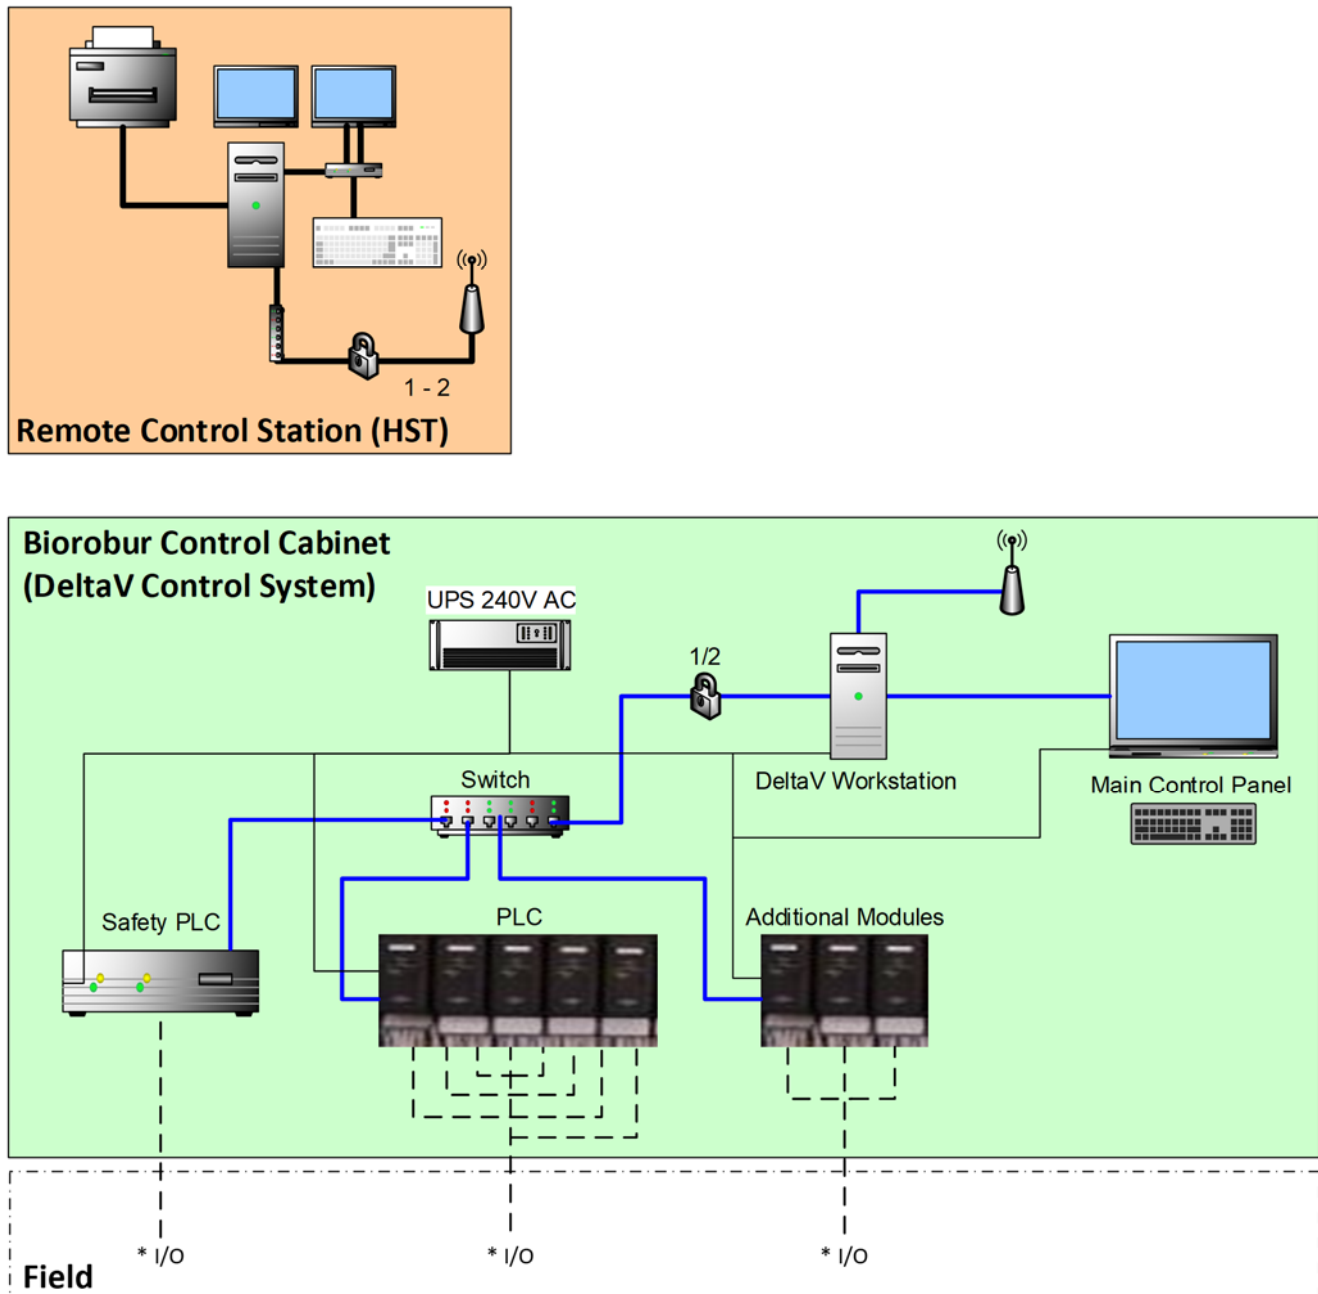 1 - 2
Remote Control Station (HST)
Biorobur Control Cabinet
(DeltaV Control System)
UPS 240V AC
1/2
Switch
DeltaV Workstation
Main Control Panel
Safety PLC
PLC
Additional Modules
* I/O
* I/O
* I/O
Field